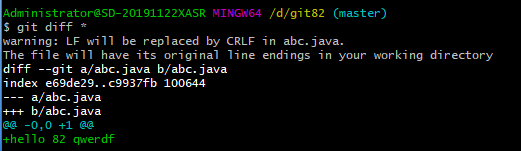 Administrator@SD-20191122XASR MINGW64 /d/git82 (master)
$ git diff *
warning: LF will be replaced by CRLF in abc.java.
The file will have its original line endings in your working directory
diff --git a/abc.java b/abc.java
index e69de29..c9937fb 100644
--- a/abc.java
+++ b/abc.java
@@ -0,0 +1 @@
+hello 82 qwerdf